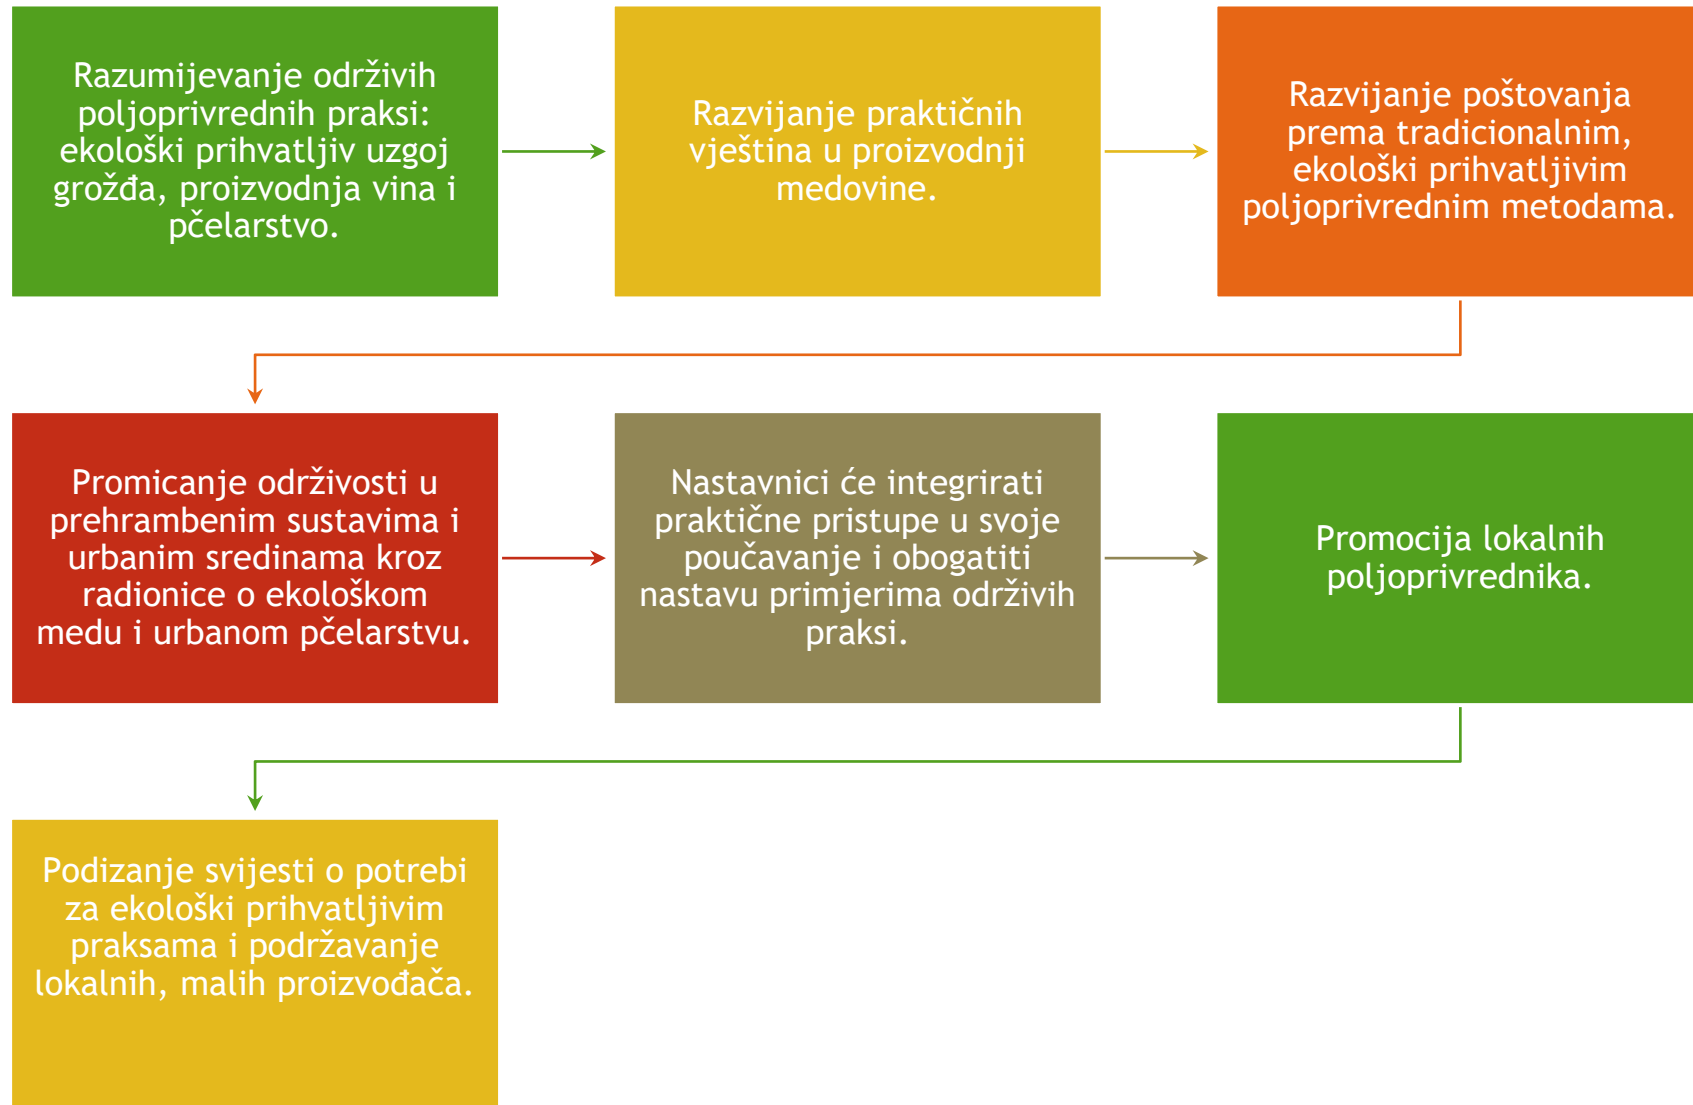 Razumijevanje održivih
poljoprivrednih praksi:
ekološki prihvatljiv uzgoj
grožđa, proizvodnja vina i
pčelarstvo.
Razvijanje praktičnih
vještina u proizvodnji
medovine.
Razvijanje poštovanja
prema tradicionalnim,
ekološki prihvatljivim
poljoprivrednim metodama.
Promicanje održivosti u
prehrambenim sustavima i
urbanim sredinama kroz
radionice o ekološkom
medu i urbanom pčelarstvu.
Nastavnici će integrirati
praktične pristupe u svoje
poučavanje i obogatiti
nastavu primjerima održivih
praksi.
Promocija lokalnih
poljoprivrednika.
Podizanje svijesti o potrebi
za ekološki prihvatljivim
praksama i podržavanje
lokalnih, malih proizvođača.